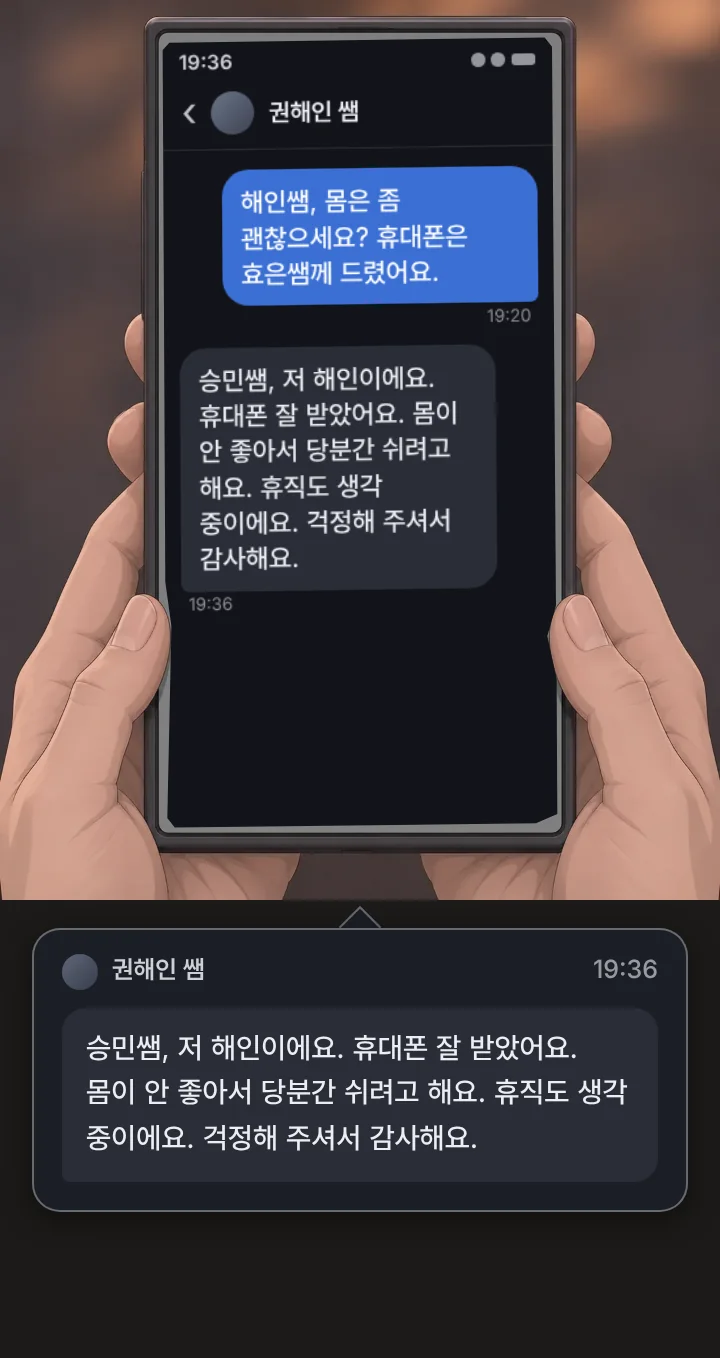 19:36
권해인 쌤
해인쌤, 몸은 좀
괜찮으세요? 휴대폰은
효은쌤께 드렸어요.
19:20
승민쌤, 저 해인이에요.
휴대폰 잘 받았어요. 몸이
안 좋아서 당분간 쉬려고
해요. 휴직도 생각
중이에요. 걱정해 주셔서
감사해요.
19:36
권해인 쌤
19:36
승민쌤, 저 해인이에요. 휴대폰 잘 받았어요.
몸이 안 좋아서 당분간 쉬려고 해요. 휴직도 생각
중이에요. 걱정해 주셔서 감사해요.